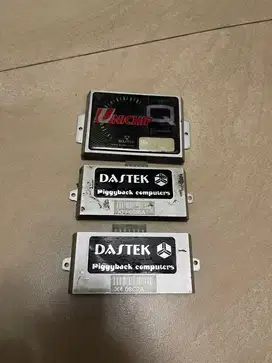 UNICHIP Q
DASTEK
Piggyback computers
DASTEK
Piggyback computers